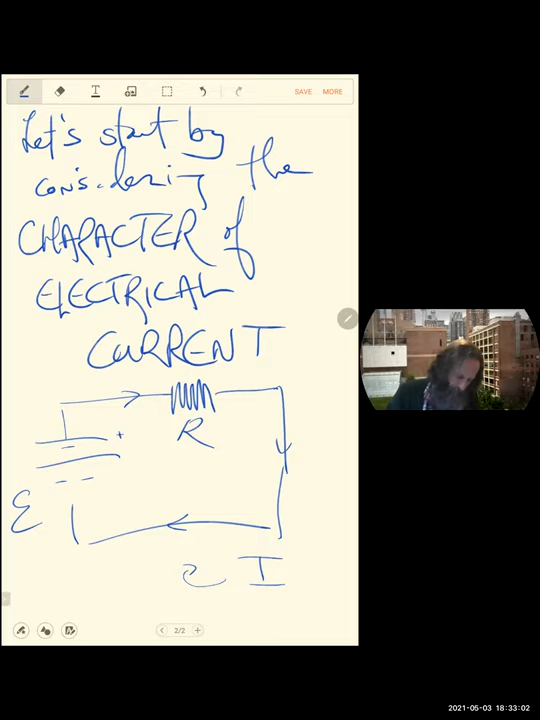 SAVE MORE
Let's start by
considering the
CHARACTER of
ELECTRICAL
CURRENT
+
R
ε
I
2/2
2021-05-03 18:33:02